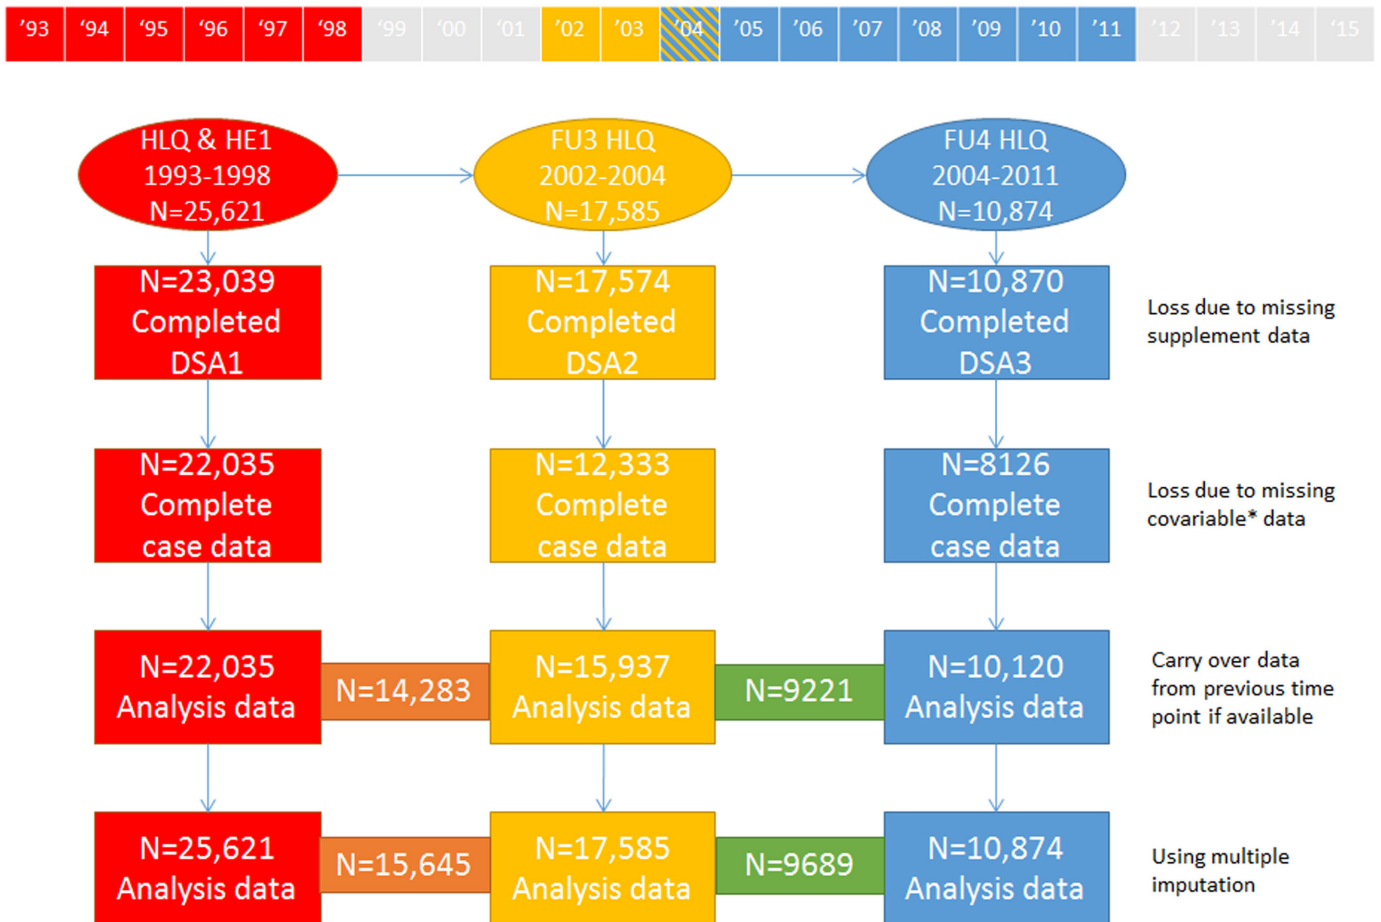 ’93 ‘94 ‘95 ‘96 ‘97 ‘98 ‘99 ‘00 ‘01 ’02 ’03 ’04 ’05 ’06 ’07 ’08 ’09 ’10 ’11 ’12 ’13 ’14 ’15
HLQ & HE1
1993-1998
N=25,621
FU3 HLQ
2002-2004
N=17,585
FU4 HLQ
2004-2011
N=10,874
N=23,039
Completed
DSA1
N=17,574
Completed
DSA2
N=10,870
Completed
DSA3
Loss due to missing
supplement data
N=22,035
Complete
case data
N=12,333
Complete
case data
N=8126
Complete
case data
Loss due to missing
covariable* data
N=22,035
Analysis data
N=14,283
N=15,937
Analysis data
N=9221
N=10,120
Analysis data
Carry over data
from previous time
point if available
N=25,621
Analysis data
N=15,645
N=17,585
Analysis data
N=9689
N=10,874
Analysis data
Using multiple
imputation